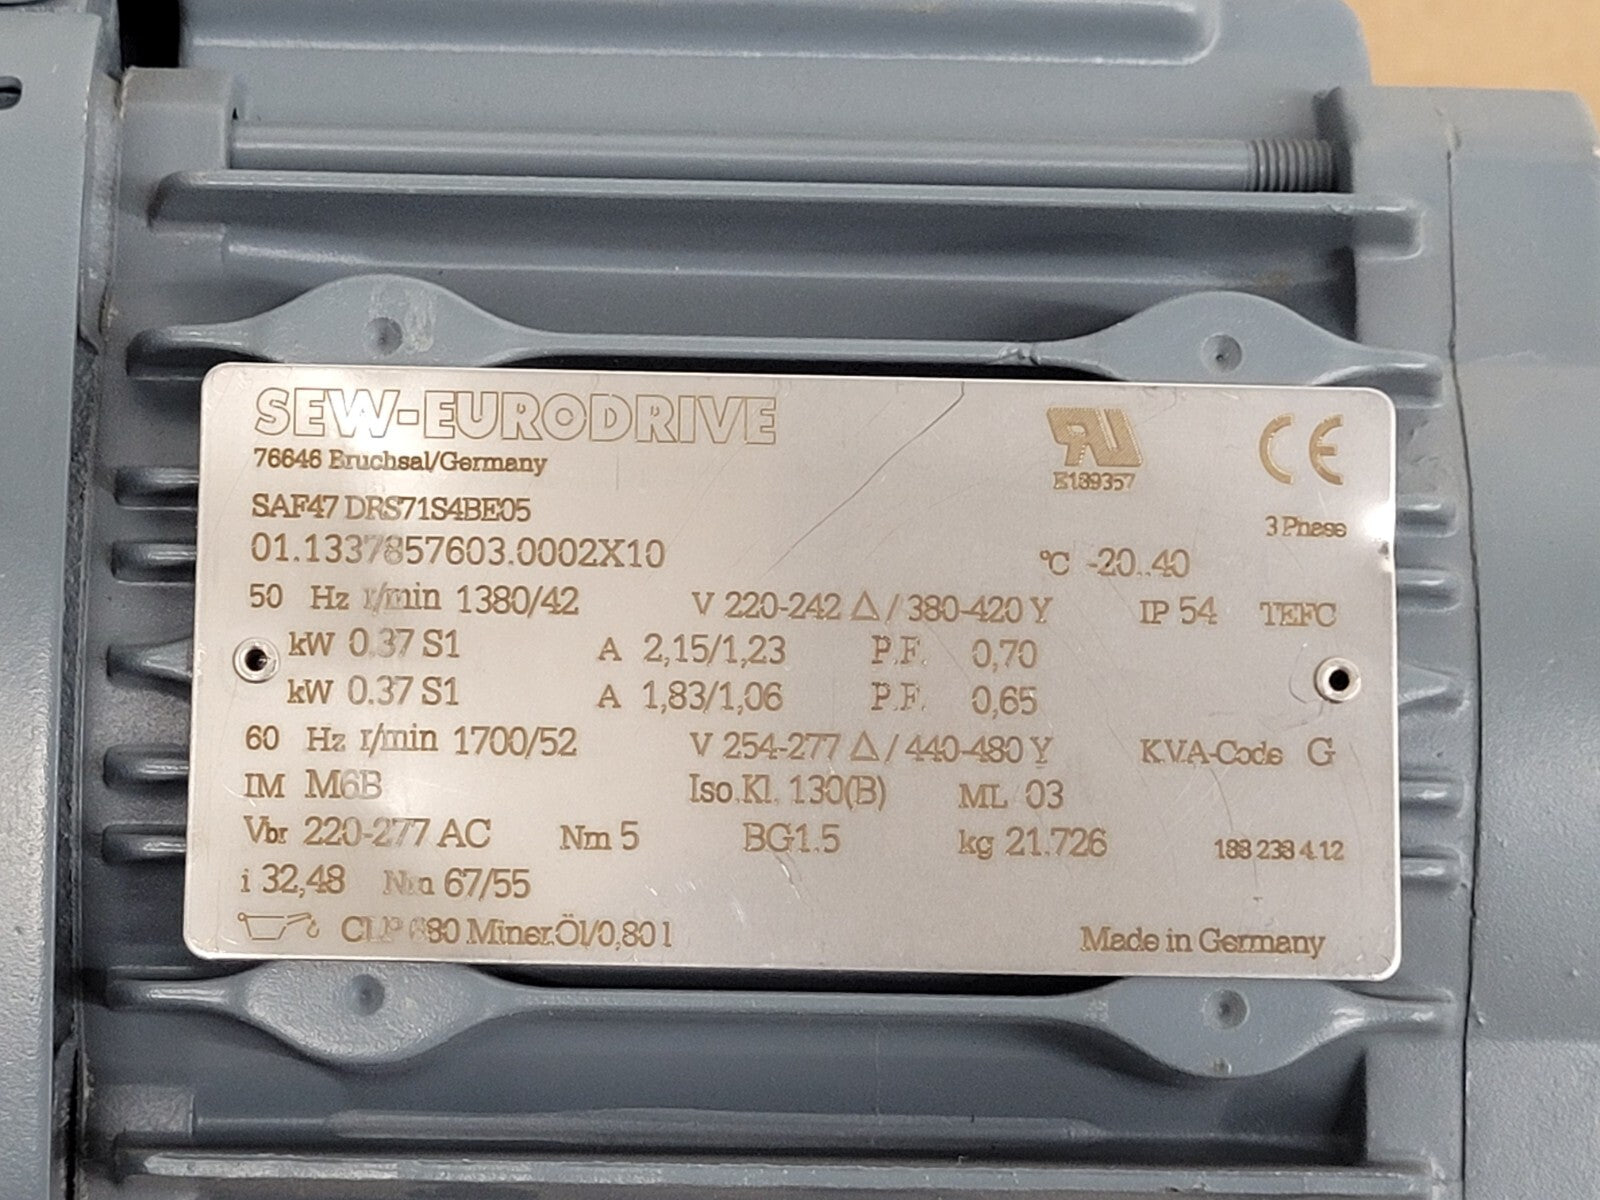 SEW-EURODRIVE
76646 Bruchsal/Germany
E189357
CE
SAF47 DRS71S4BE05
3 Phase
01.1337857603.0002X10
°C -20..40
50 Hz r/min 1380/42 V 220-242 Δ / 380-420 Y IP 54 TEFC
kW 0.37 S1 A 2,15/1,23 P.F. 0,70
kW 0.37 S1 A 1,83/1,06 P.F. 0,65
60 Hz r/min 1700/52 V 254-277 Δ / 440-480 Y K.V.A-Code G
IM M6B Iso.Kl. 130(B) ML 03
Vbr 220-277 AC Nm 5 BG1.5 kg 21.726 188 238 4.12
i 32,48 Nm 67/55
CLP 680 Miner.Öl/0,80 l
Made in Germany